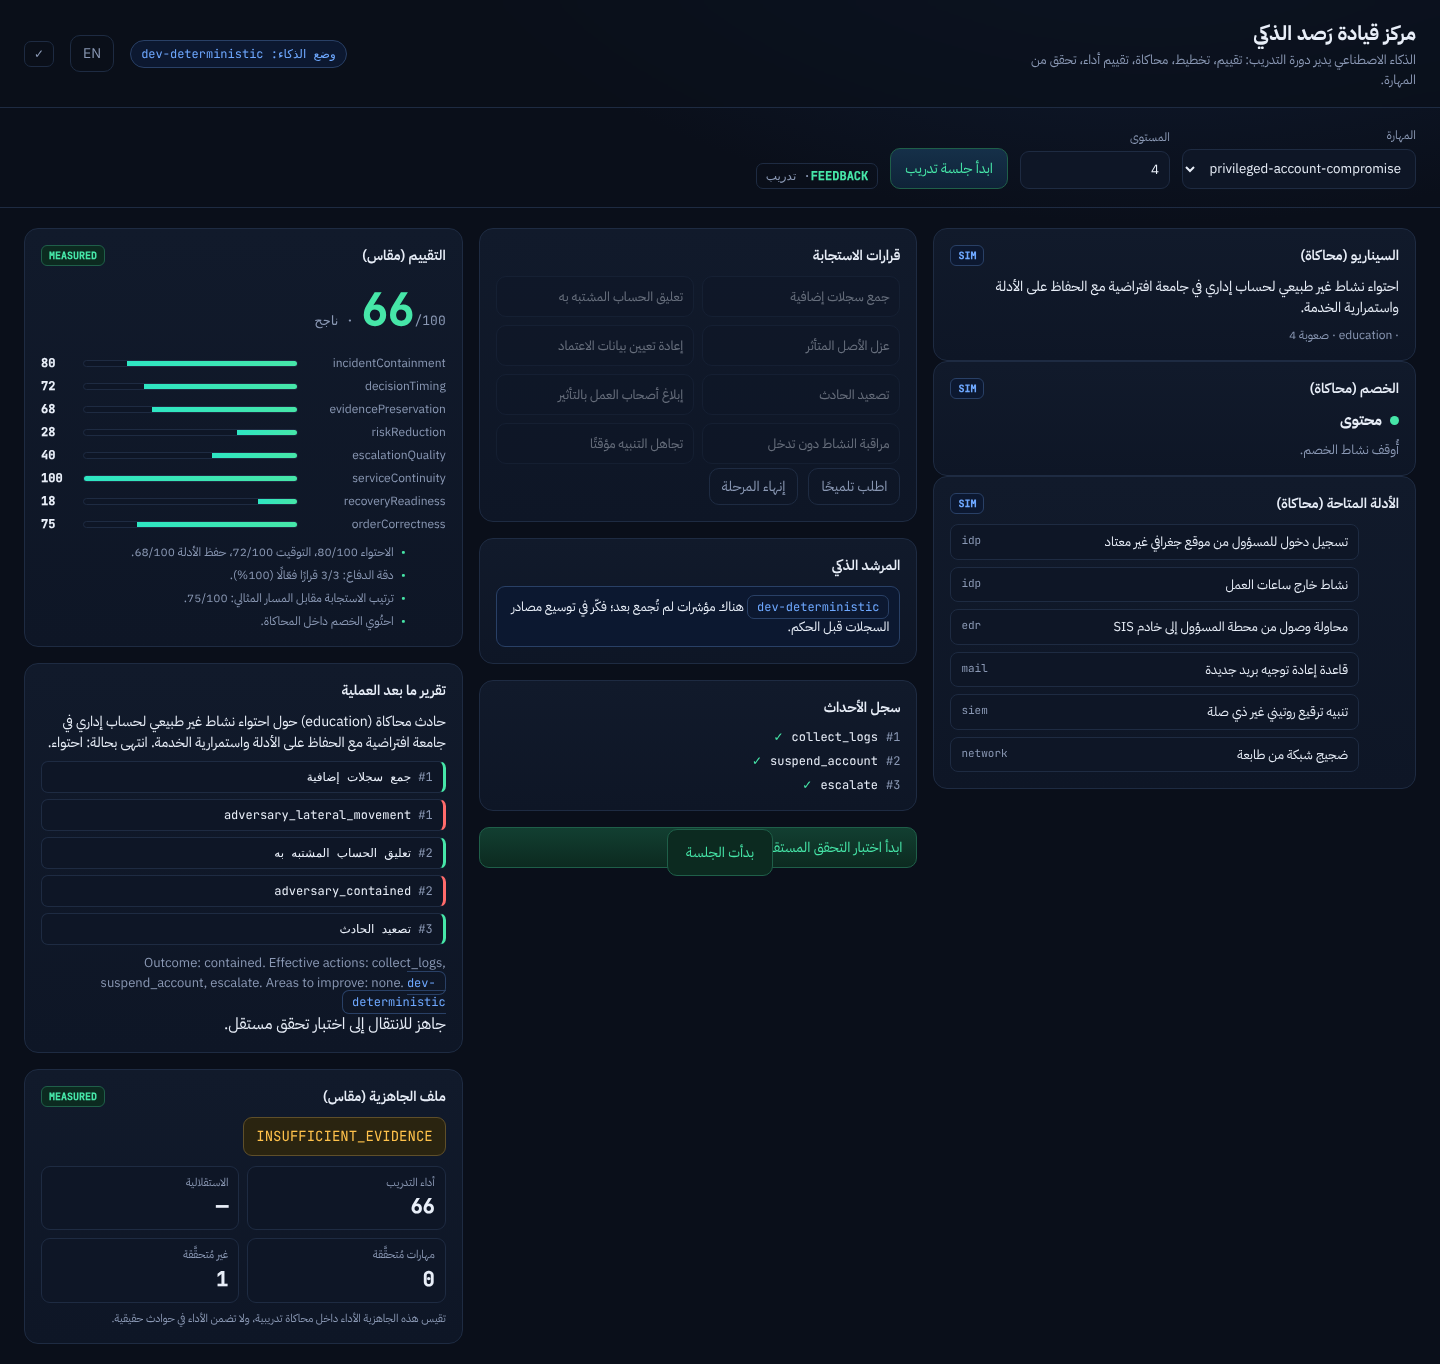 مركز قيادة رَصد الذكي
الذكاء الاصطناعي يدير دورة التدريب: تقييم، تخطيط، محاكاة، تقييم أداء، تحقق من
المهارة.
وضع الذكاء: dev-deterministic
EN
✓
المهارة
privileged-account-compromise
المستوى
4
ابدأ جلسة تدريب
FEEDBACK · تدريب
السيناريو (محاكاة)
SIM
احتواء نشاط غير طبيعي لحساب إداري في جامعة افتراضية مع الحفاظ على الأدلة
واستمرارية الخدمة.
· education · صعوبة 4
الخصم (محاكاة)
SIM
محتوى
أُوقف نشاط الخصم.
الأدلة المتاحة (محاكاة)
SIM
تسجيل دخول للمسؤول من موقع جغرافي غير معتاد
idp
نشاط خارج ساعات العمل
idp
محاولة وصول من محطة المسؤول إلى خادم SIS
edr
قاعدة إعادة توجيه بريد جديدة
mail
تنبيه ترقيع روتيني غير ذي صلة
siem
ضجيج شبكة من طابعة
network
قرارات الاستجابة
جمع سجلات إضافية
تعليق الحساب المشتبه به
عزل الأصل المتأثر
إعادة تعيين بيانات الاعتماد
تصعيد الحادث
إبلاغ أصحاب العمل بالتأثير
مراقبة النشاط دون تدخل
تجاهل التنبيه مؤقتًا
اطلب تلميحًا
إنهاء المرحلة
المرشد الذكي
dev-deterministic هناك مؤشرات لم تُجمع بعد؛ فكّر في توسيع مصادر
السجلات قبل الحكم.
سجل الأحداث
#1 collect_logs ✓
#2 suspend_account ✓
#3 escalate ✓
ابدأ اختبار التحقق
بدأت الجلسة
التقييم (مقاس)
MEASURED
66/100 · ناجح
incidentContainment 80
decisionTiming 72
evidencePreservation 68
riskReduction 28
escalationQuality 40
serviceContinuity 100
recoveryReadiness 18
orderCorrectness 75
• الاحتواء 80/100، التوقيت 72/100، حفظ الأدلة 68/100.
• دقة الدفاع: 3/3 قرارًا فعّالًا (100%).
• ترتيب الاستجابة مقابل المسار المثالي: 75/100.
• احتُوي الخصم داخل المحاكاة.
تقرير ما بعد العملية
حادث محاكاة (education) حول احتواء نشاط غير طبيعي لحساب إداري في
جامعة افتراضية مع الحفاظ على الأدلة واستمرارية الخدمة. انتهى بحالة: احتواء.
#1 جمع سجلات إضافية
#1 adversary_lateral_movement
#2 تعليق الحساب المشتبه به
#2 adversary_contained
#3 تصعيد الحادث
Outcome: contained. Effective actions: collect_logs,
suspend_account, escalate. Areas to improve: none. dev-
deterministic
جاهز للانتقال إلى اختبار تحقق مستقل.
ملف الجاهزية (مقاس)
MEASURED
INSUFFICIENT_EVIDENCE
أداء التدريب
66
الاستقلالية
—
مهارات مُتحقَّقة
0
غير مُتحقَّقة
1
تقيس هذه الجاهزية الأداء داخل محاكاة تدريبية، ولا تضمن الأداء في حوادث حقيقية.